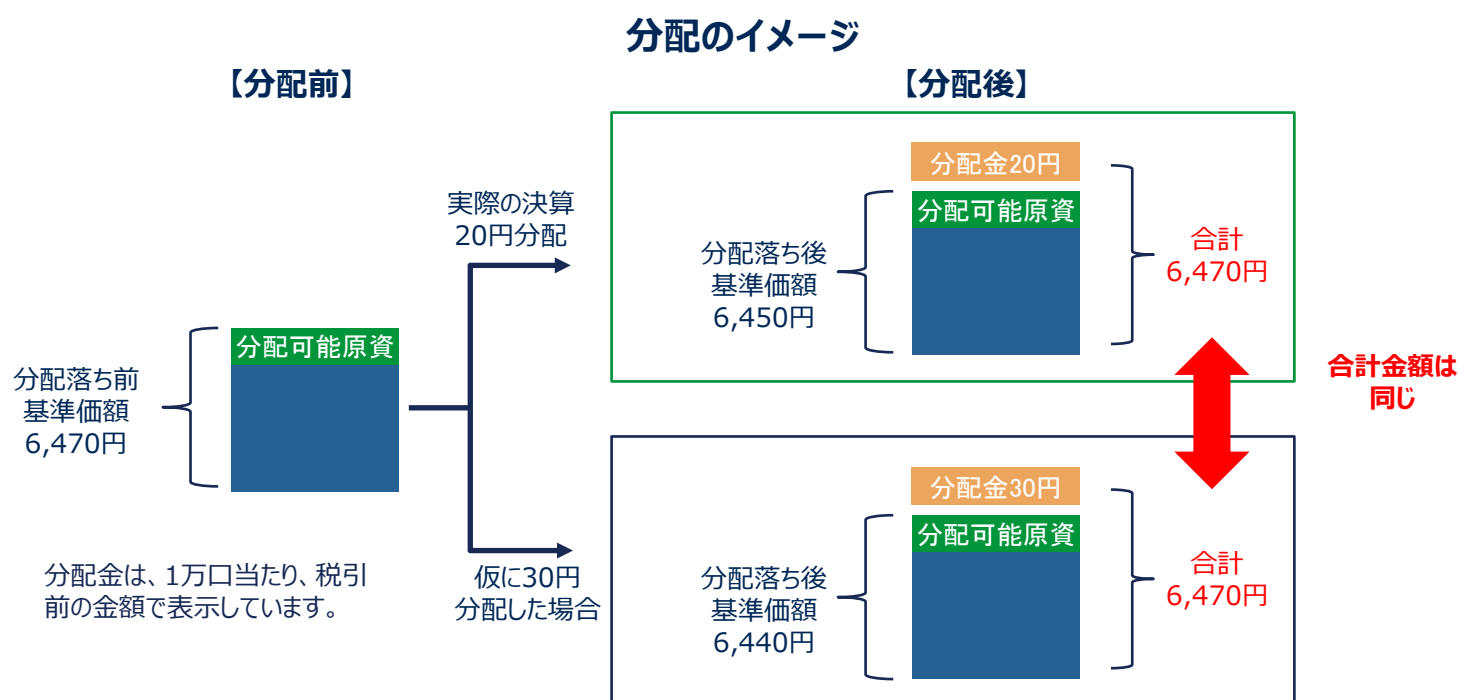 分配のイメージ
【分配前】
【分配後】
分配落ち前
基準価額
6,470円
分配可能原資
実際の決算
20円分配
仮に30円
分配した場合
分配金は、1万口当たり、税引
前の金額で表示しています。
分配金20円
分配可能原資
分配落ち後
基準価額
6,450円
合計
6,470円
合計金額は
同じ
分配金30円
分配可能原資
分配落ち後
基準価額
6,440円
合計
6,470円